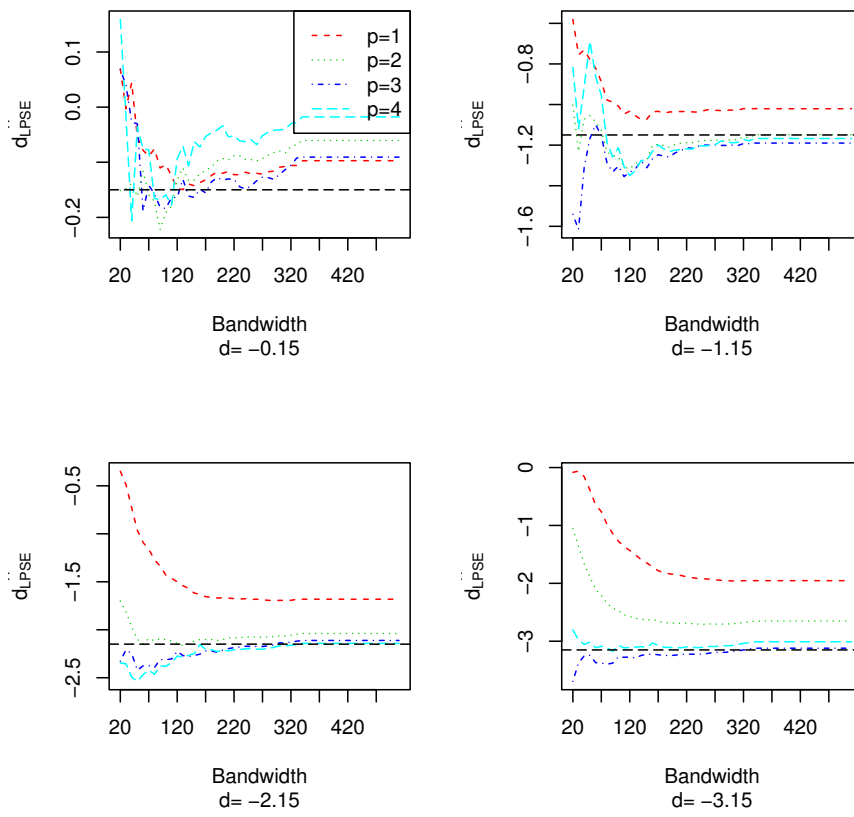 p=1
p=2
p=3
p=4
0.1
0.0
−0.2
d̈LPSE
20 120 220 320 420
Bandwidth
d= −0.15
−0.8
−1.2
−1.6
d̈LPSE
20 120 220 320 420
Bandwidth
d= −1.15
−0.5
−1.5
−2.5
d̈LPSE
20 120 220 320 420
Bandwidth
d= −2.15
0
−1
−2
−3
d̈LPSE
20 120 220 320 420
Bandwidth
d= −3.15